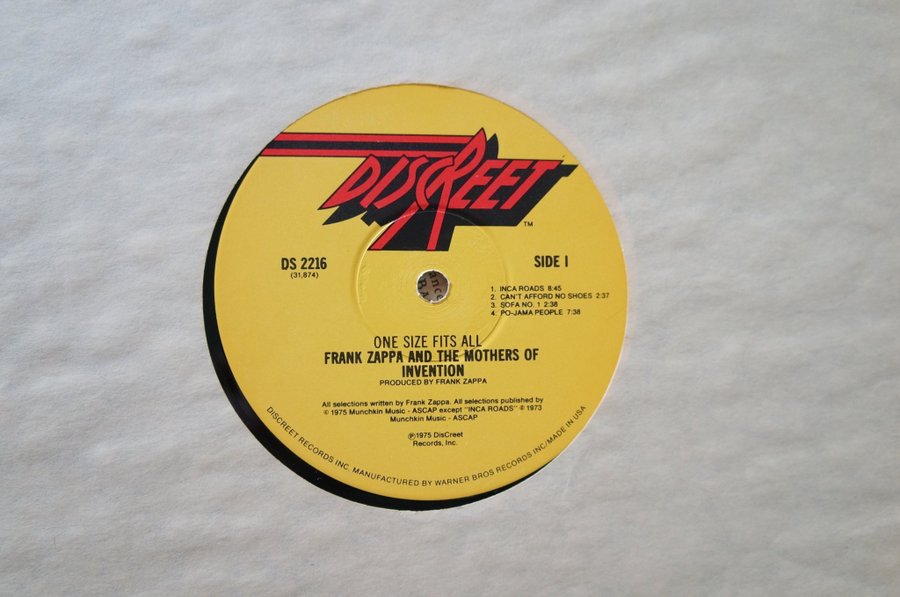 DISCREET
TM
DS 2216
(31,874)
SIDE 1
1. INCA ROADS 8:45
2. CAN'T AFFORD NO SHOES 2:37
3. SOFA NO. 1 2:38
4. PO-JAMA PEOPLE 7:38
ONE SIZE FITS ALL
FRANK ZAPPA AND THE MOTHERS OF
INVENTION
PRODUCED BY FRANK ZAPPA
All selections written by Frank Zappa. All selections published by
© 1975 Munchkin Music - ASCAP except "INCA ROADS" © 1973
Munchkin Music - ASCAP
℗1975 DisCreet
Records, Inc.
DISCREET RECORDS INC. MANUFACTURED BY WARNER BROS RECORDS INC/MADE IN USA